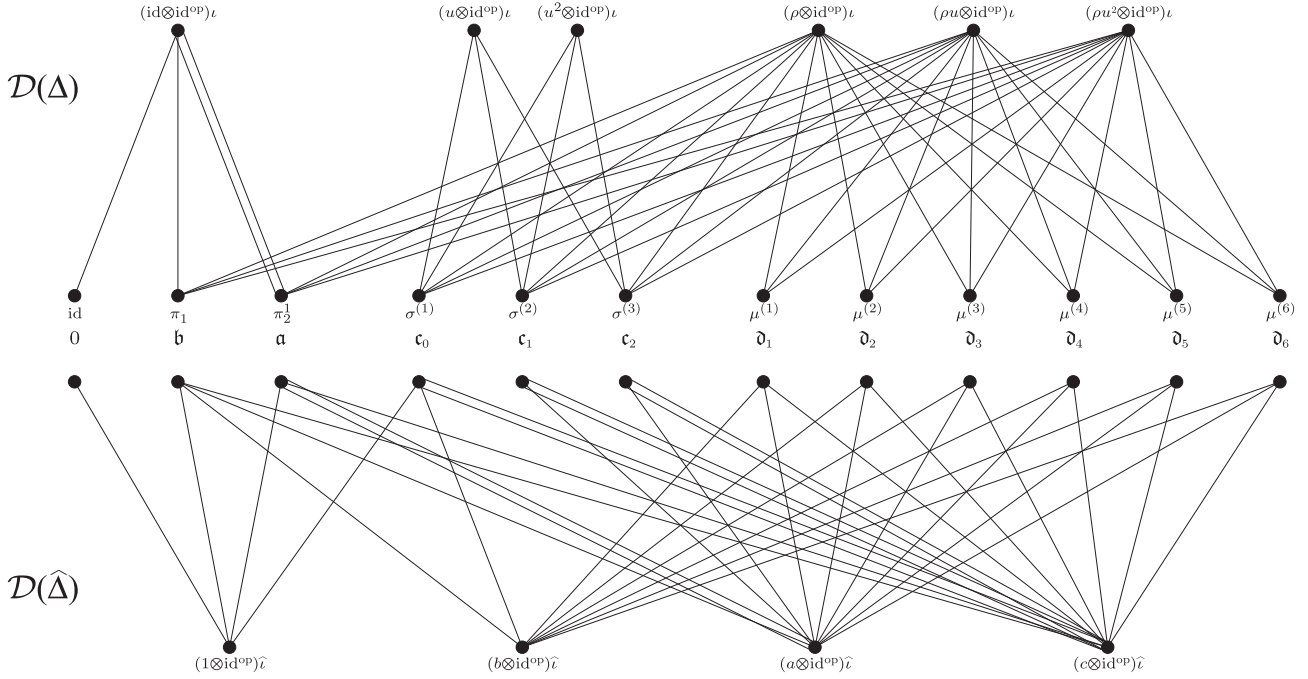 (id⊗id^op)ι (u⊗id^op)ι (u²⊗id^op)ι (ρ⊗id^op)ι (ρu⊗id^op)ι (ρu²⊗id^op)ι
𝒟(Δ)
id π₁ π₂¹ σ⁽¹⁾ σ⁽²⁾ σ⁽³⁾ μ⁽¹⁾ μ⁽²⁾ μ⁽³⁾ μ⁽⁴⁾ μ⁽⁵⁾ μ⁽⁶⁾
0 𝔟 𝔞 𝔠₀ 𝔠₁ 𝔠₂ 𝔡₁ 𝔡₂ 𝔡₃ 𝔡₄ 𝔡₅ 𝔡₆
𝒟(Δ̂)
(1⊗id^op)ι̂ (b⊗id^op)ι̂ (a⊗id^op)ι̂ (c⊗id^op)ι̂